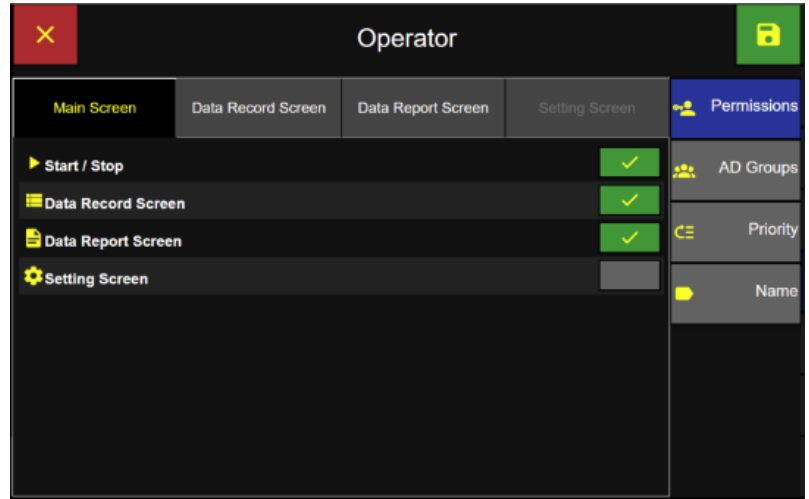 Operator
Main Screen
Data Record Screen
Data Report Screen
Setting Screen
Permissions
Start / Stop
AD Groups
Data Record Screen
Data Report Screen
Priority
Setting Screen
Name